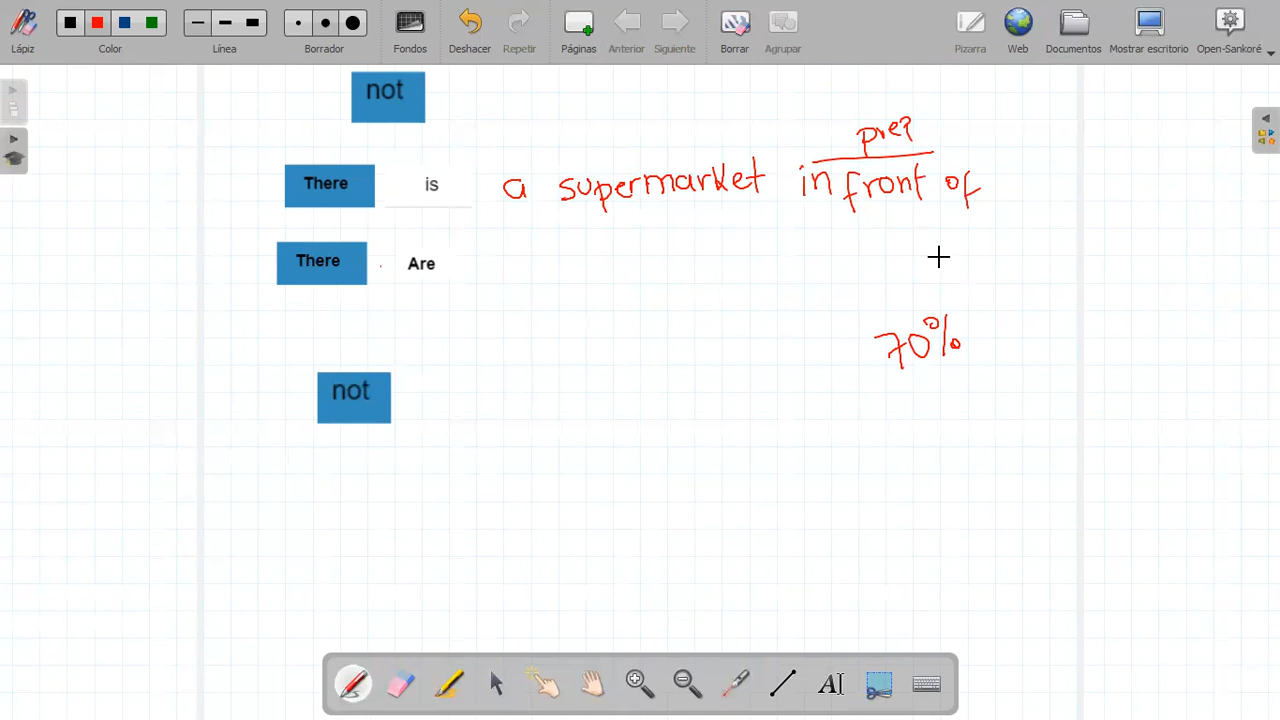 Lápiz Color Línea Borrador Fondos Deshacer Repetir Páginas Anterior Siguiente Borrar Agrupar Pizarra Web Documentos Mostrar escritorio Open-Sankoré
not
prep
There is a supermarket in front of
There Are
70%
not
AI